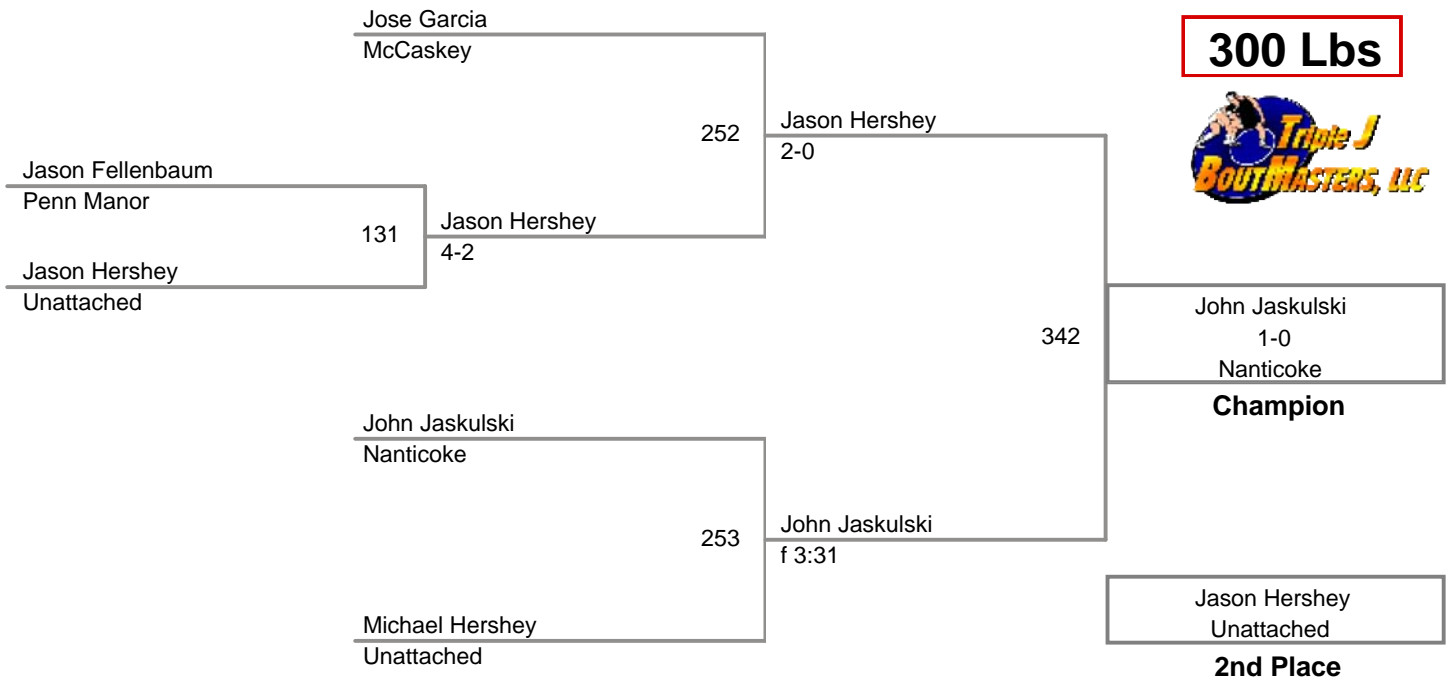 Jose Garcia
McCaskey
300 Lbs
Triple J
BOUTMASTERS, LLC
252
Jason Hershey
2-0
Jason Fellenbaum
Penn Manor
131
Jason Hershey
4-2
Jason Hershey
Unattached
342
John Jaskulski
1-0
Nanticoke
Champion
John Jaskulski
Nanticoke
253
John Jaskulski
f 3:31
Michael Hershey
Unattached
Jason Hershey
Unattached
2nd Place